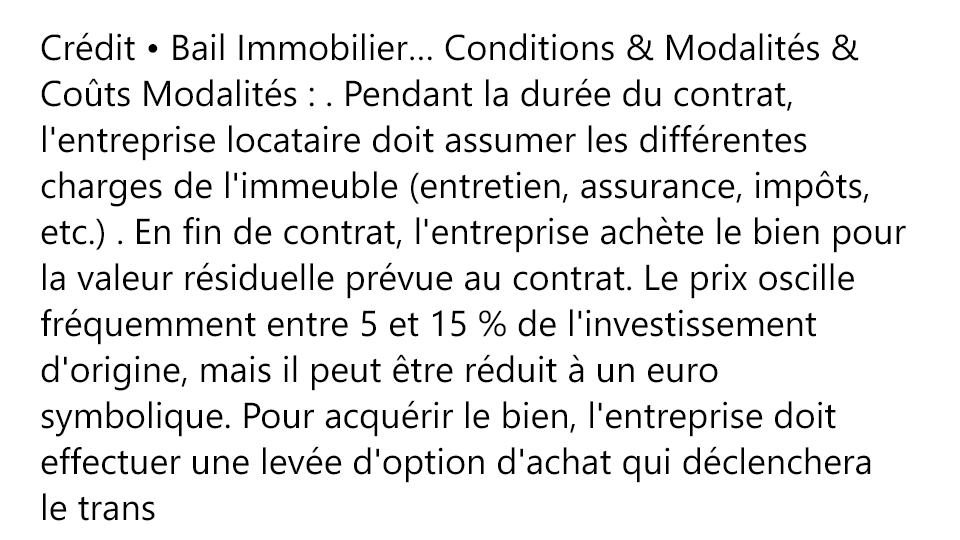 Crédit • Bail Immobilier... Conditions & Modalités &
Coûts Modalités : . Pendant la durée du contrat,
l'entreprise locataire doit assumer les différentes
charges de l'immeuble (entretien, assurance, impôts,
etc.) . En fin de contrat, l'entreprise achète le bien pour
la valeur résiduelle prévue au contrat. Le prix oscille
fréquemment entre 5 et 15 % de l'investissement
d'origine, mais il peut être réduit à un euro
symbolique. Pour acquérir le bien, l'entreprise doit
effectuer une levée d'option d'achat qui déclenchera
le trans